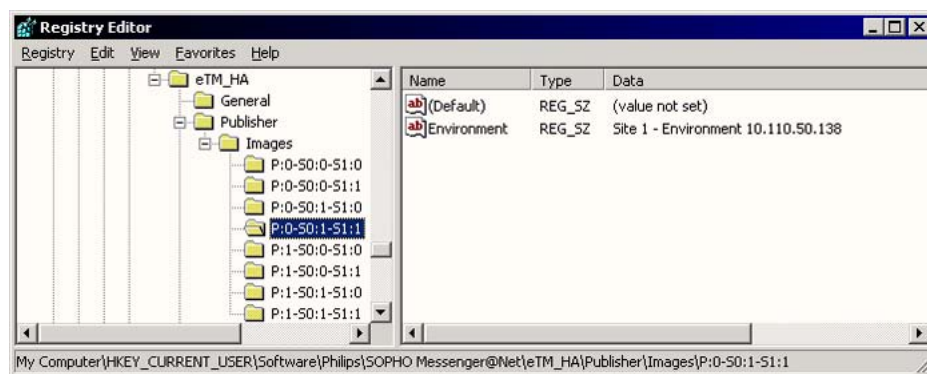 Registry Editor
Registry Edit View Favorites Help
eTM_HA
General
Publisher
Images
P:0-S0:0-S1:0
P:0-S0:0-S1:1
P:0-S0:1-S1:0
P:0-S0:1-S1:1
P:1-S0:0-S1:0
P:1-S0:0-S1:1
P:1-S0:1-S1:0
P:1-S0:1-S1:1
Name Type Data
ab (Default) REG_SZ (value not set)
ab Environment REG_SZ Site 1 - Environment 10.110.50.138
My Computer\HKEY_CURRENT_USER\Software\Philips\SOPHO Messenger@Net\eTM_HA\Publisher\Images\P:0-S0:1-S1:1